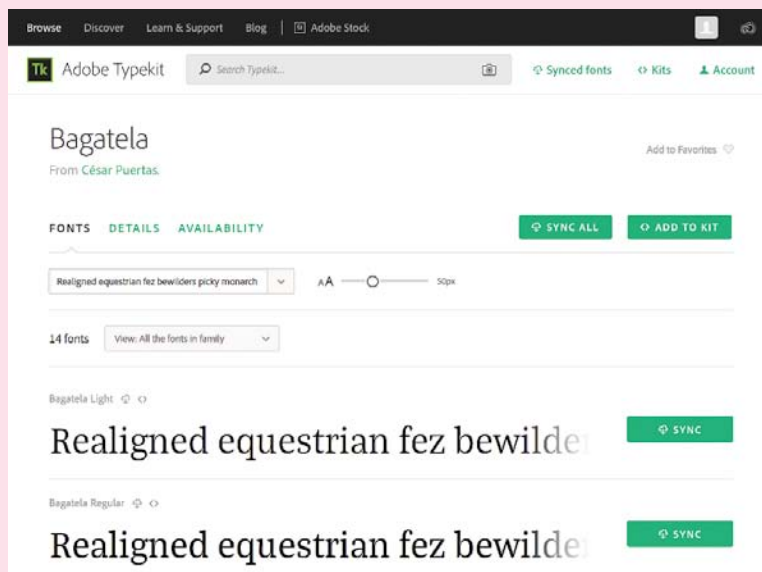 Browse Discover Learn & Support Blog Adobe Stock
Tk Adobe Typekit Search Typekit... Synced fonts Kits Account
Bagatela
Add to Favorites
From César Puertas.
FONTS DETAILS AVAILABILITY SYNC ALL ADD TO KIT
Realigned equestrian fez bewilders picky monarch AA 50px
14 fonts View: All the fonts in family
Bagatela Light
Realigned equestrian fez bewilde
SYNC
Bagatela Regular
Realigned equestrian fez bewilde
SYNC